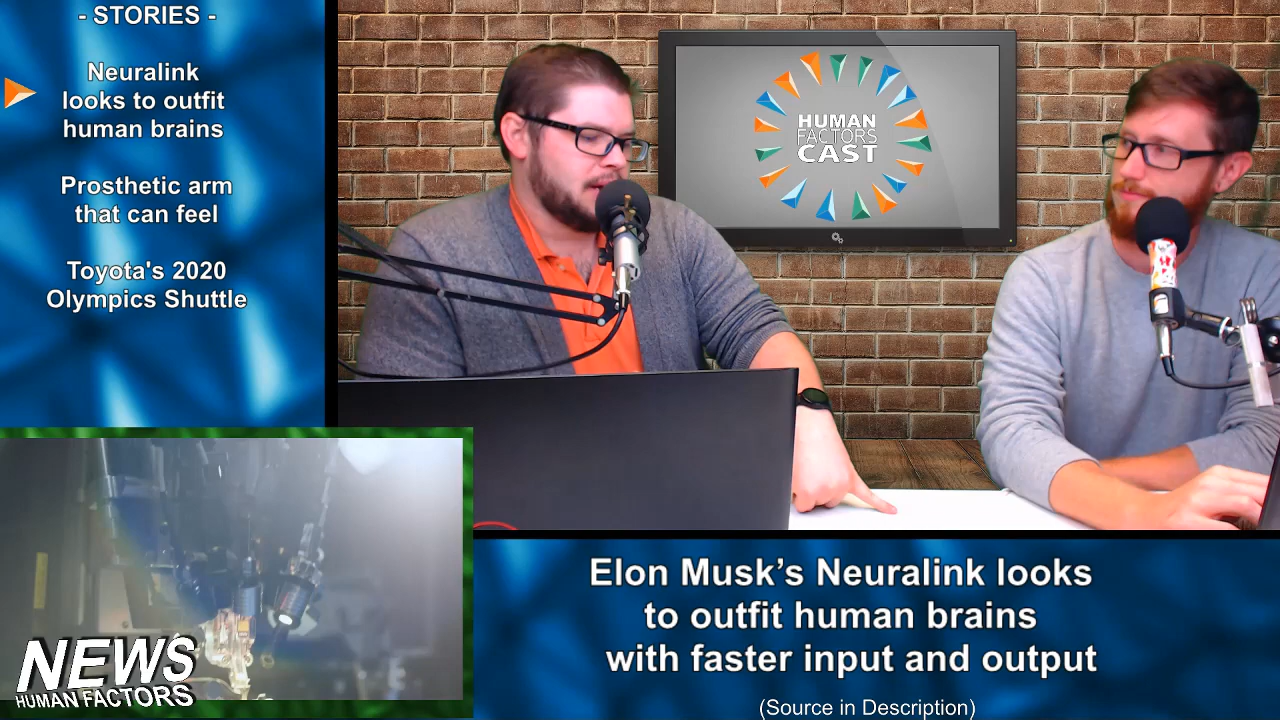 - STORIES -
Neuralink
looks to outfit
human brains
Prosthetic arm
that can feel
Toyota's 2020
Olympics Shuttle
HUMAN
FACTORS
CAST
NEWS
HUMAN FACTORS
Elon Musk’s Neuralink looks
to outfit human brains
with faster input and output
(Source in Description)